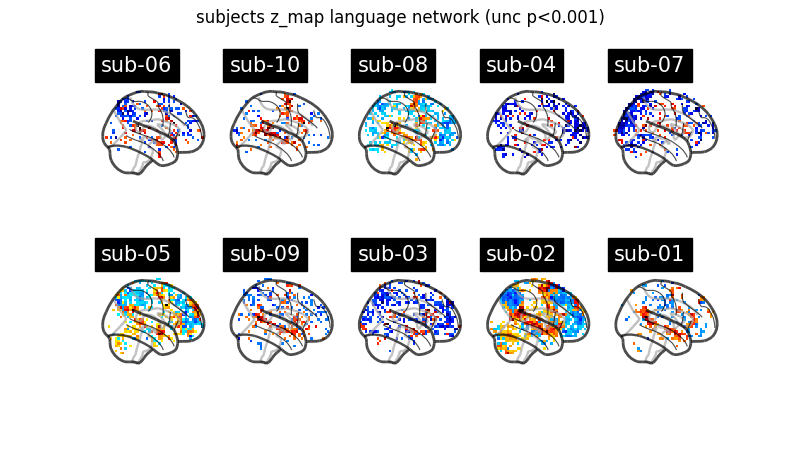 subjects z_map language network (unc p<0.001)
sub-06
sub-10
sub-08
sub-04
sub-07
sub-05
sub-09
sub-03
sub-02
sub-01